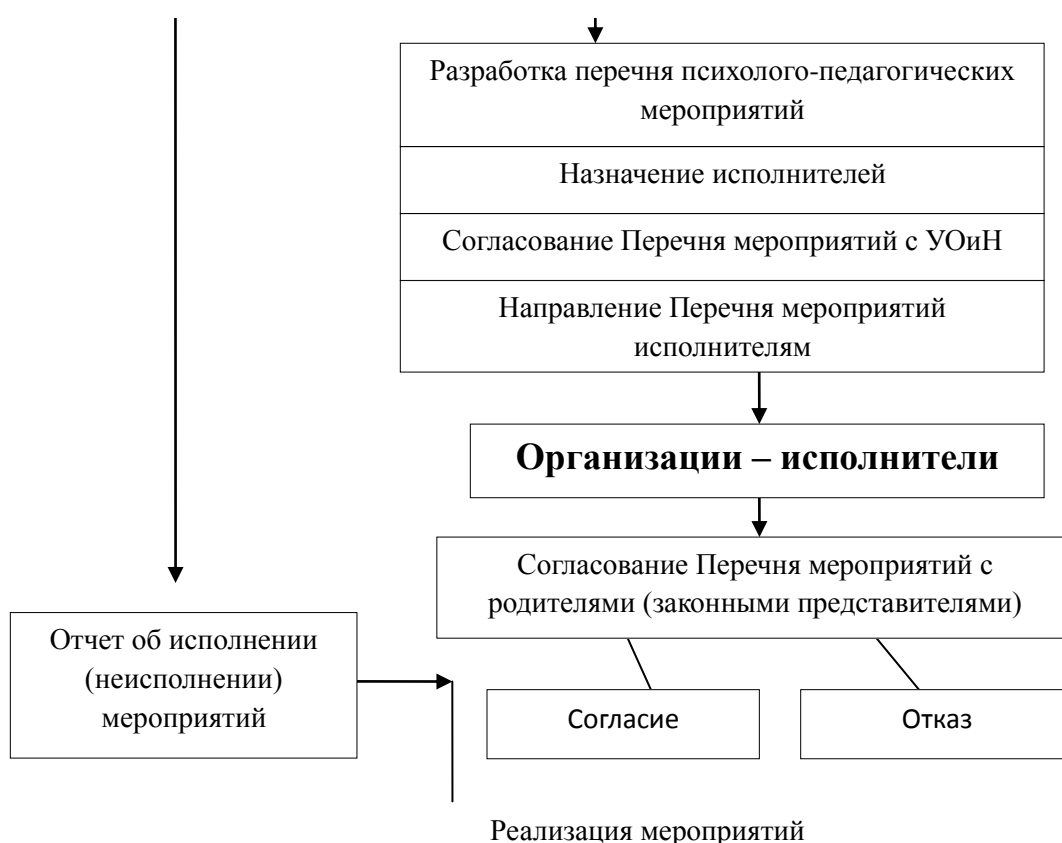 Разработка перечня психолого-педагогических
мероприятий
Назначение исполнителей
Согласование Перечня мероприятий с УОиН
Направление Перечня мероприятий
исполнителям
Организации – исполнители
Согласование Перечня мероприятий с
родителями (законными представителями)
Отчет об исполнении
(неисполнении)
мероприятий
Согласие
Отказ
Реализация мероприятий